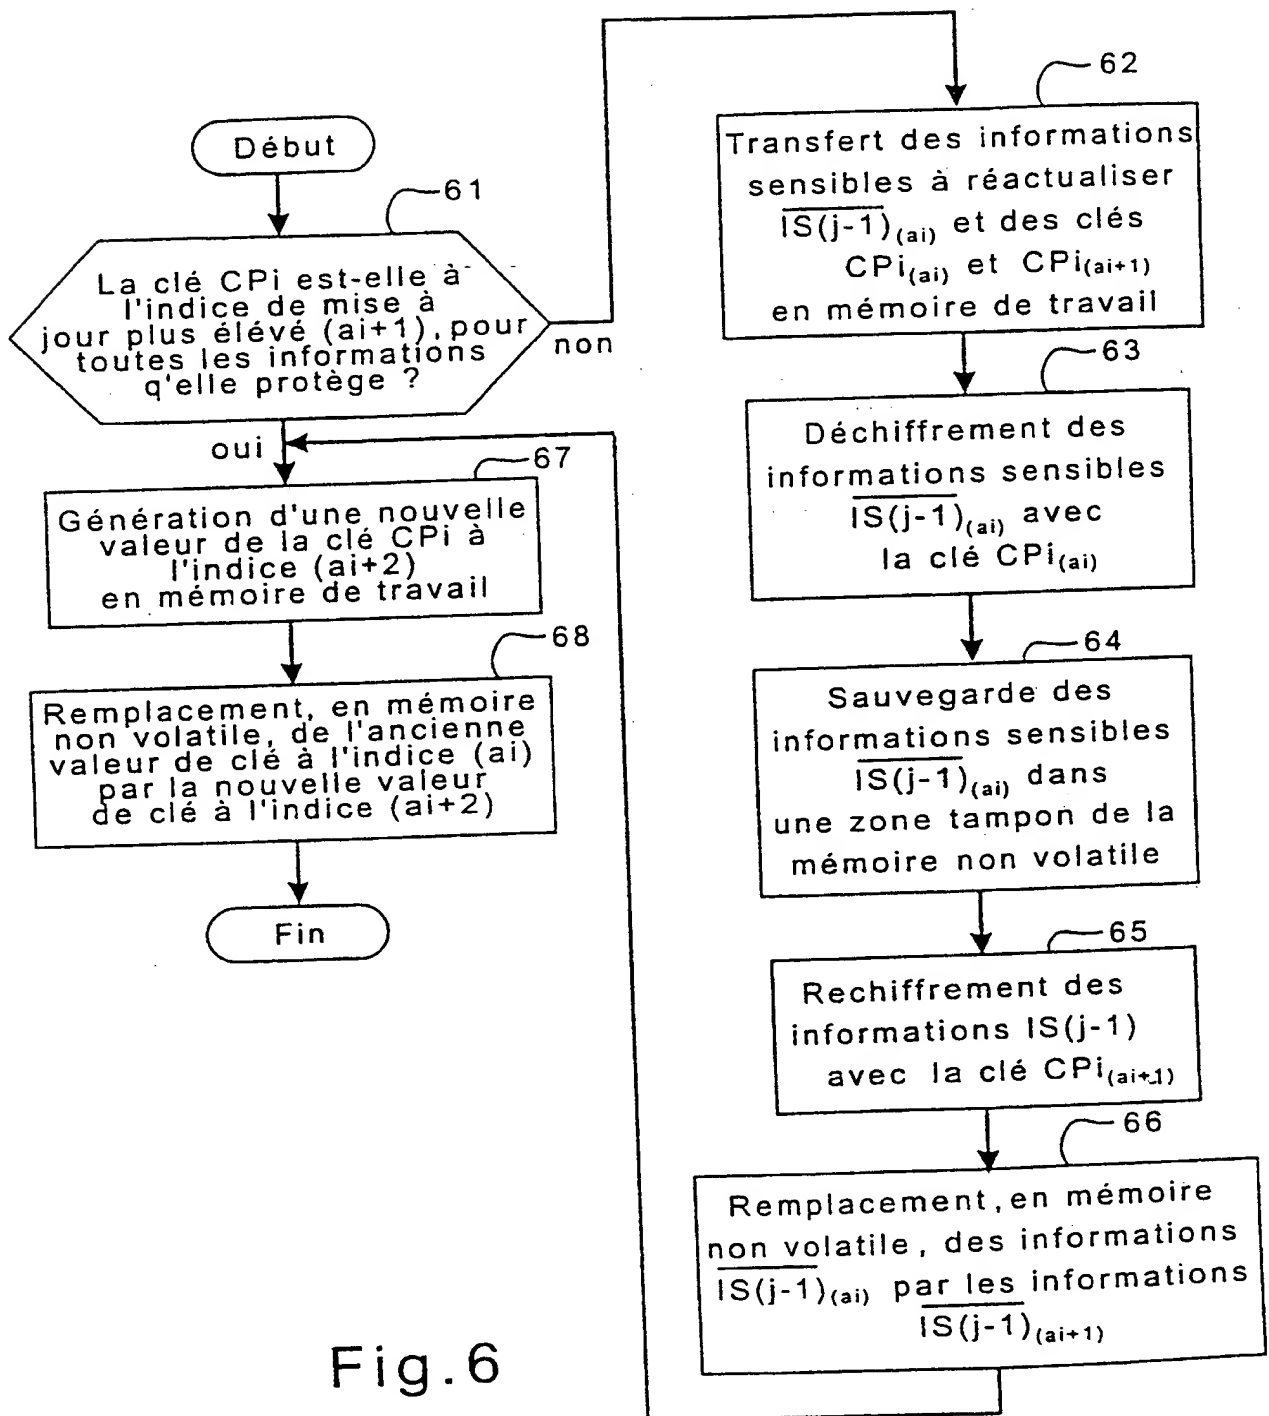 Début
61
La clé CPi est-elle à
l'indice de mise à
jour plus élévé (ai+1), pour
toutes les informations
q'elle protège ?
non
oui
67
Génération d'une nouvelle
valeur de la clé CPi à
l'indice (ai+2)
en mémoire de travail
68
Remplacement, en mémoire
non volatile, de l'ancienne
valeur de clé à l'indice (ai)
par la nouvelle valeur
de clé à l'indice (ai+2)
Fin
62
Transfert des informations
sensibles à réactualiser
I̅S̅(̅j̅-̅1̅)̅(ai) et des clés
CPi(ai) et CPi(ai+1)
en mémoire de travail
63
Déchiffrement des
informations sensibles
I̅S̅(̅j̅-̅1̅)̅(ai) avec
la clé CPi(ai)
64
Sauvegarde des
informations sensibles
I̅S̅(̅j̅-̅1̅)̅(ai) dans
une zone tampon de la
mémoire non volatile
65
Rechiffrement des
informations IS(j-1)
avec la clé CPi(ai+1)
66
Remplacement, en mémoire
non volatile, des informations
I̅S̅(̅j̅-̅1̅)̅(ai) par les informations
I̅S̅(̅j̅-̅1̅)̅(ai+1)
Fig.6